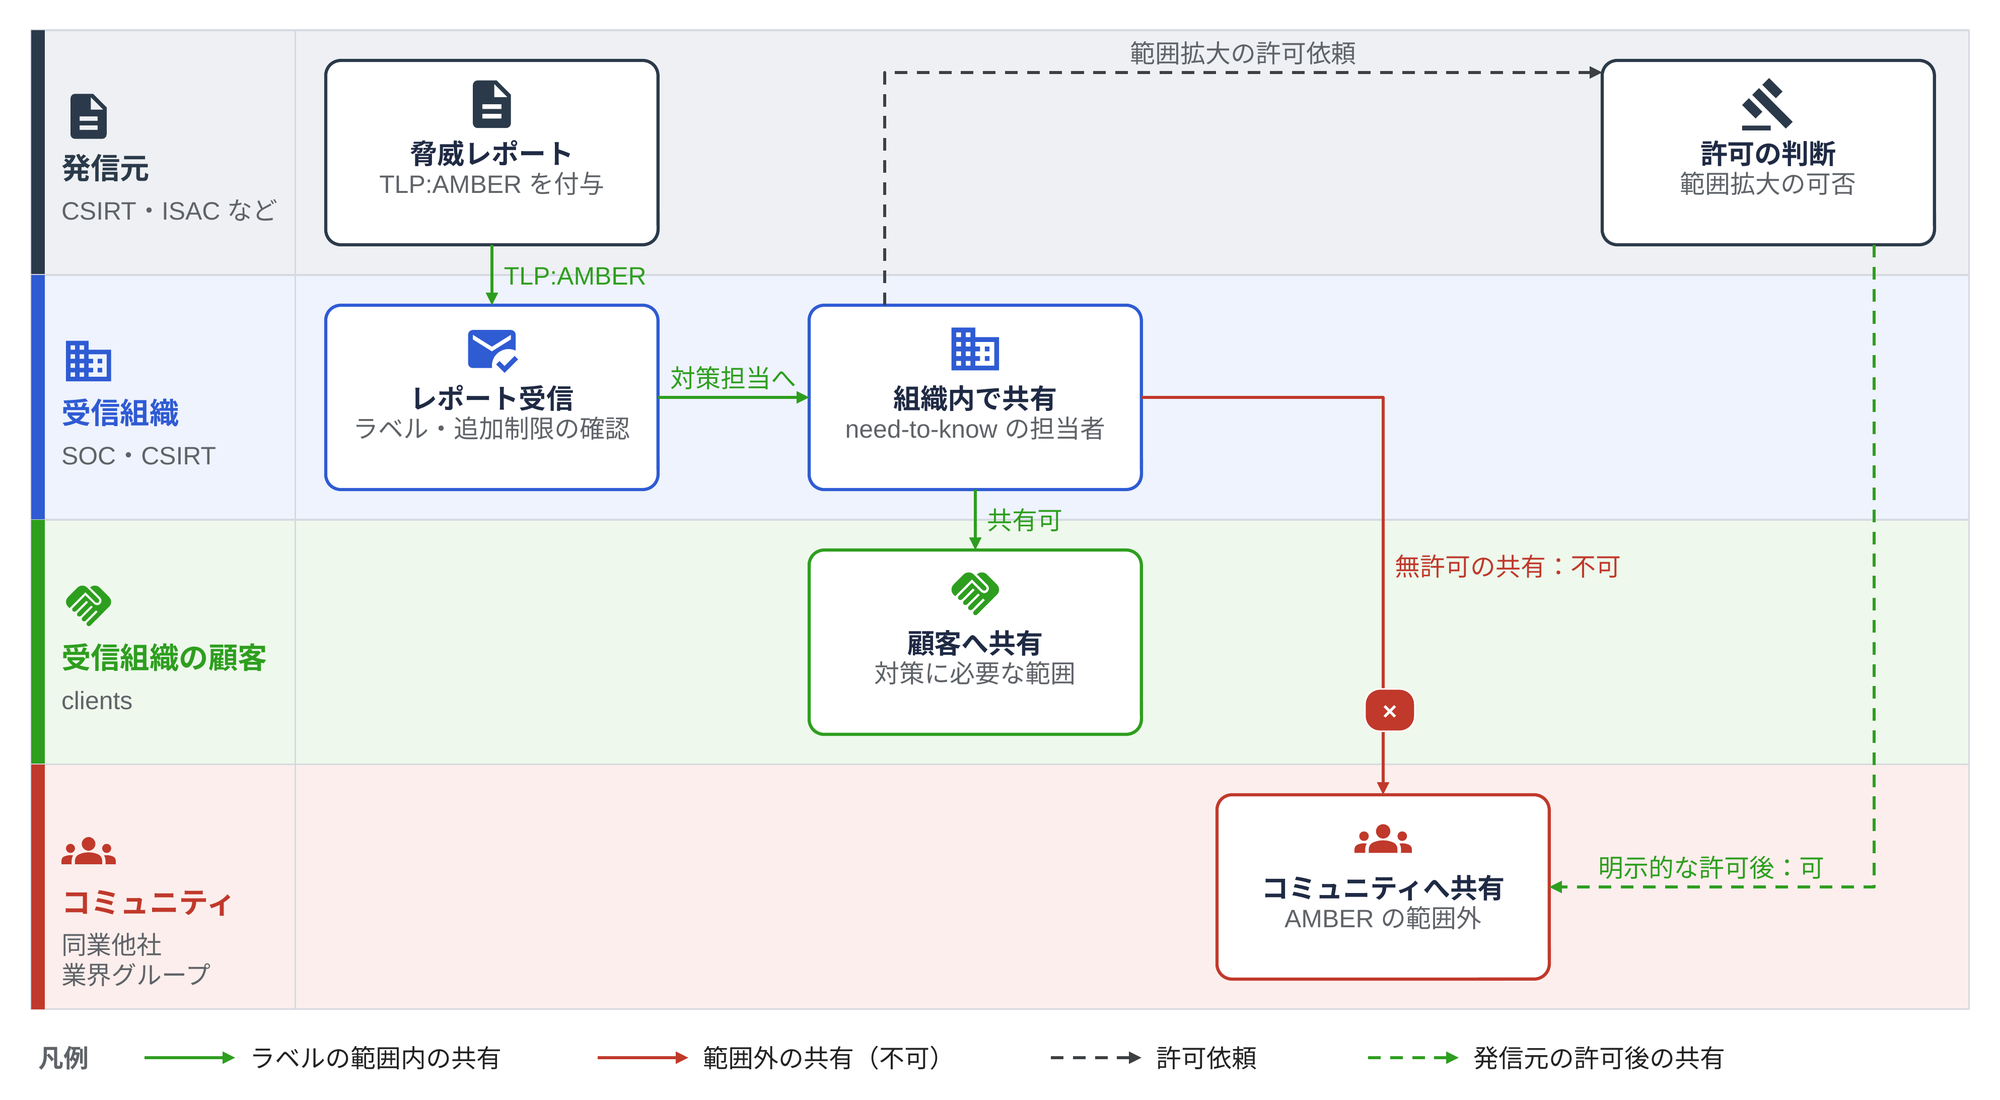 発信元
CSIRT・ISAC など
脅威レポート
TLP:AMBER を付与
範囲拡大の許可依頼
許可の判断
範囲拡大の可否
TLP:AMBER
受信組織
SOC・CSIRT
レポート受信
ラベル・追加制限の確認
対策担当へ
組織内で共有
need-to-know の担当者
共有可
無許可の共有：不可
受信組織の顧客
clients
顧客へ共有
対策に必要な範囲
×
コミュニティ
同業他社
業界グループ
コミュニティへ共有
AMBER の範囲外
明示的な許可後：可
凡例
ラベルの範囲内の共有
範囲外の共有（不可）
許可依頼
発信元の許可後の共有